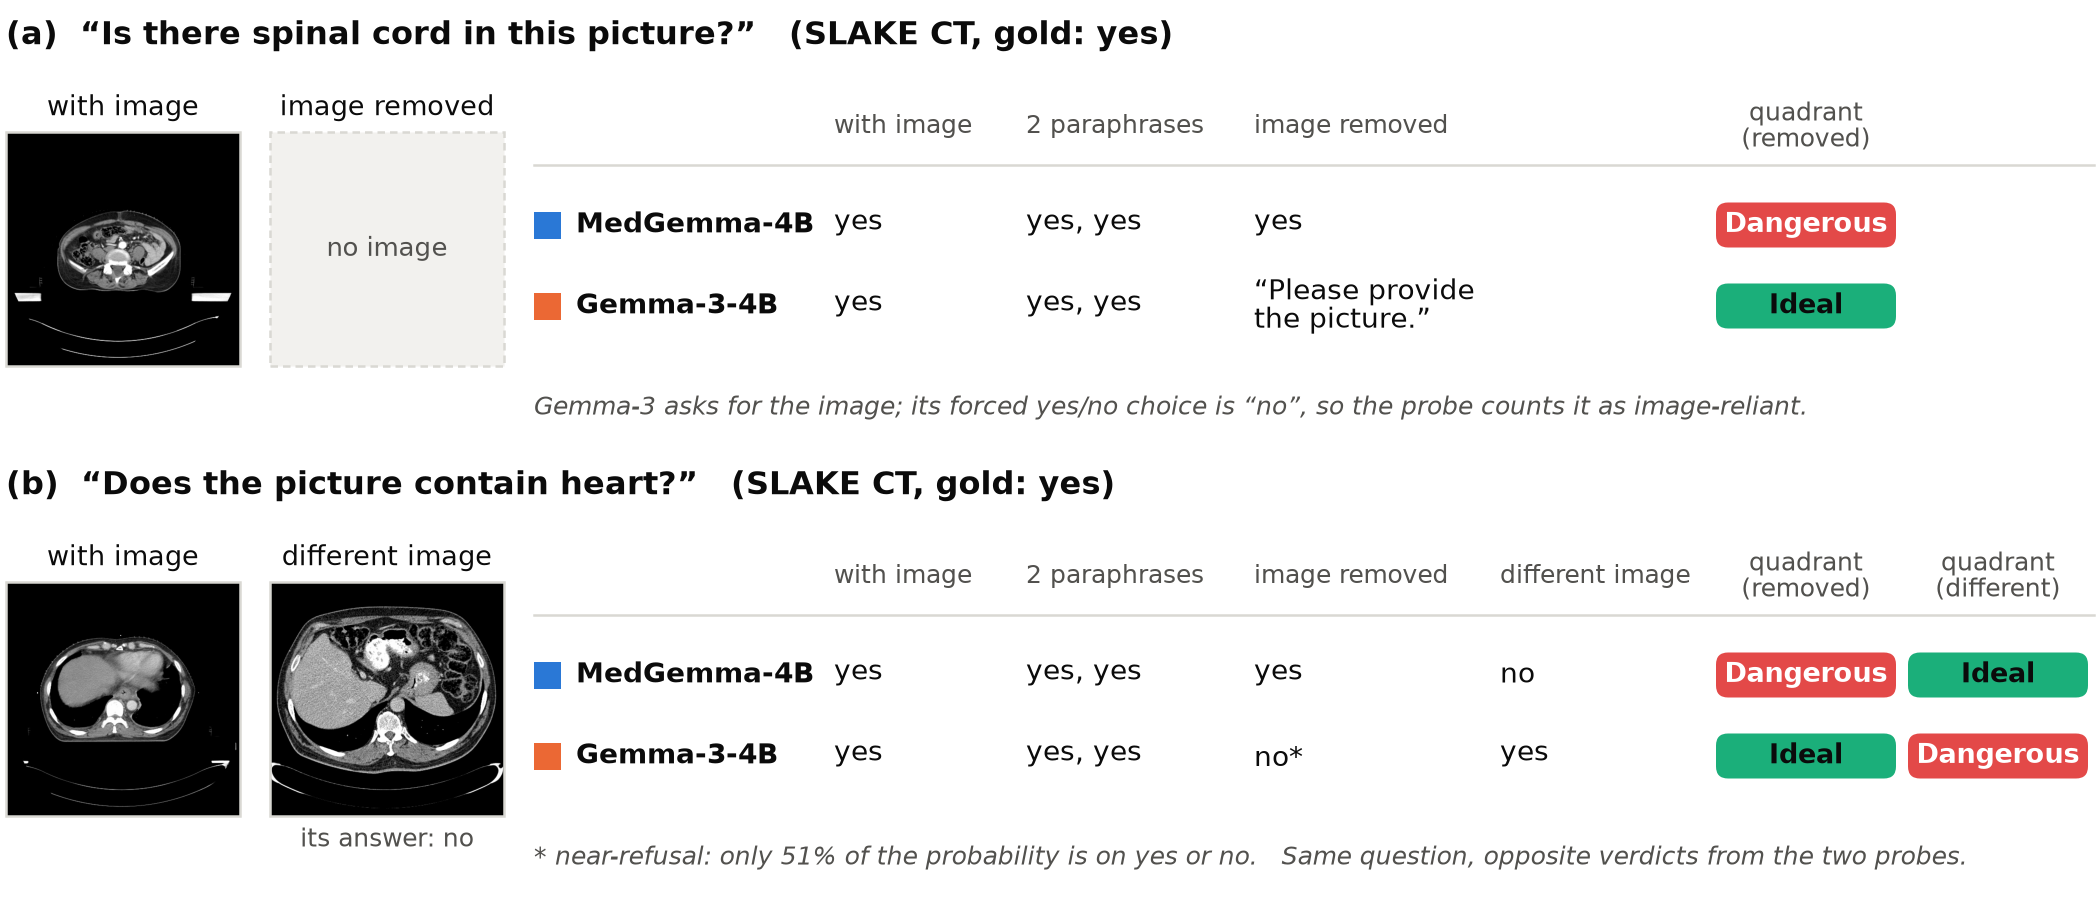 (a) “Is there spinal cord in this picture?” (SLAKE CT, gold: yes)
with image
image removed
no image
with image 2 paraphrases image removed quadrant (removed)
MedGemma-4B yes yes, yes yes Dangerous
Gemma-3-4B yes yes, yes “Please provide the picture.” Ideal
Gemma-3 asks for the image; its forced yes/no choice is “no”, so the probe counts it as image-reliant.
(b) “Does the picture contain heart?” (SLAKE CT, gold: yes)
with image
different image
its answer: no
with image 2 paraphrases image removed different image quadrant (removed) quadrant (different)
MedGemma-4B yes yes, yes yes no Dangerous Ideal
Gemma-3-4B yes yes, yes no* yes Ideal Dangerous
* near-refusal: only 51% of the probability is on yes or no. Same question, opposite verdicts from the two probes.